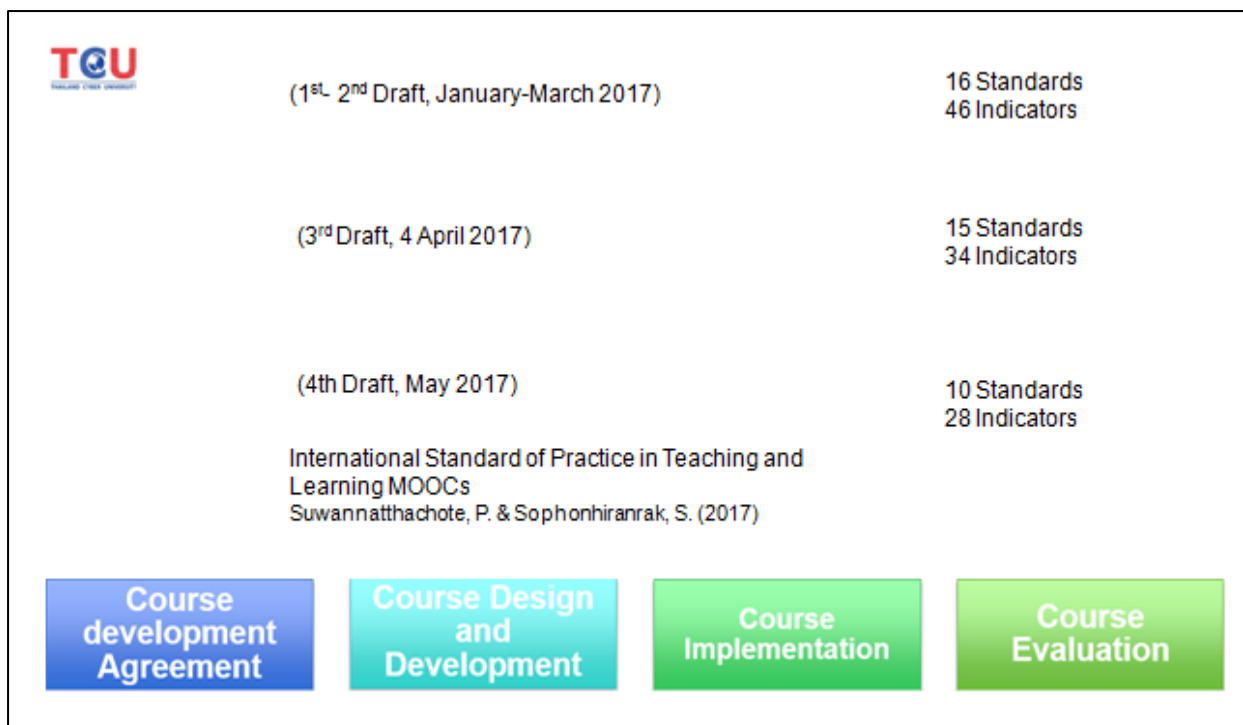 TCU
THAILAND CYBER UNIVERSITY
(1st- 2nd Draft, January-March 2017)
16 Standards
46 Indicators
(3rd Draft, 4 April 2017)
15 Standards
34 Indicators
(4th Draft, May 2017)
10 Standards
28 Indicators
International Standard of Practice in Teaching and
Learning MOOCs
Suwannatthachote, P. & Sophonhiranrak, S. (2017)
Course
development
Agreement
Course Design
and
Development
Course
Implementation
Course
Evaluation